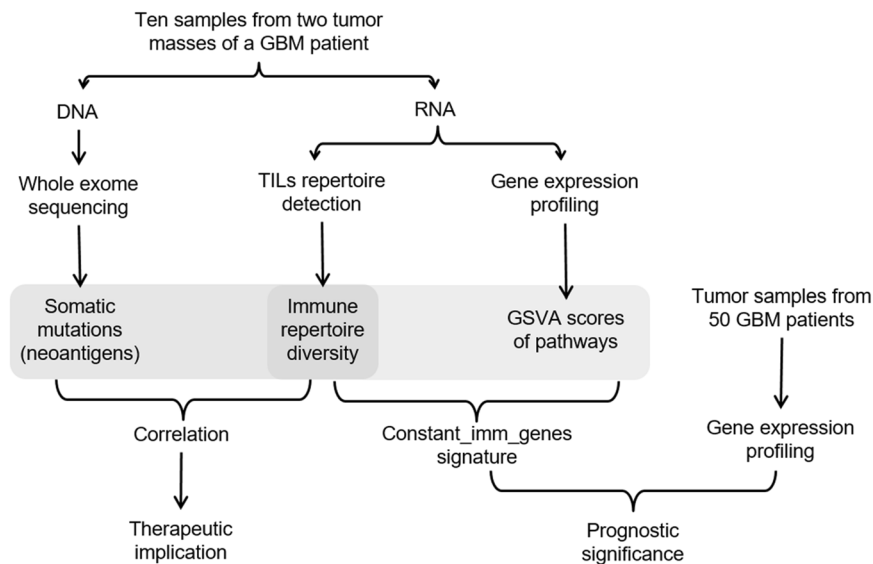 Ten samples from two tumor
masses of a GBM patient
DNA
RNA
Whole exome
sequencing
TILs repertoire
detection
Gene expression
profiling
Somatic
mutations
(neoantigens)
Immune
repertoire
diversity
GSVA scores
of pathways
Tumor samples from
50 GBM patients
Correlation
Constant_imm_genes
signature
Gene expression
profiling
Therapeutic
implication
Prognostic
significance